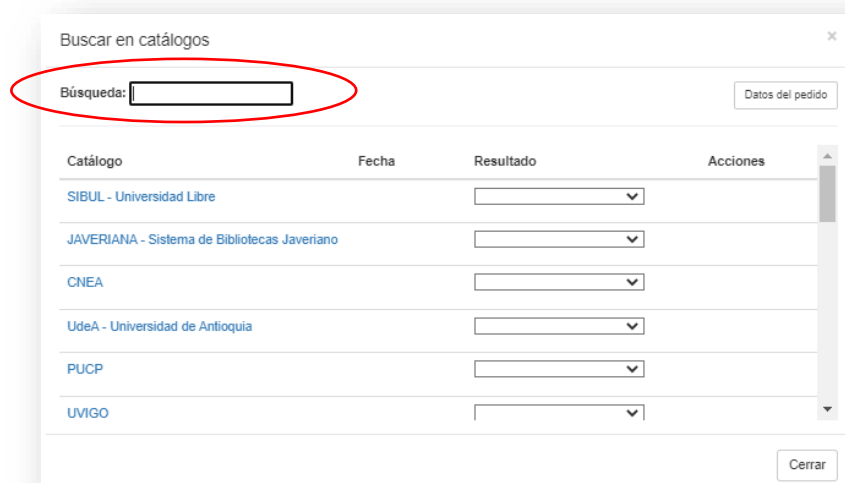 Buscar en catálogos ×
Búsqueda: Datos del pedido
Catálogo Fecha Resultado Acciones
SIBUL - Universidad Libre
JAVERIANA - Sistema de Bibliotecas Javeriano
CNEA
UdeA - Universidad de Antioquia
PUCP
UVIGO
Cerrar